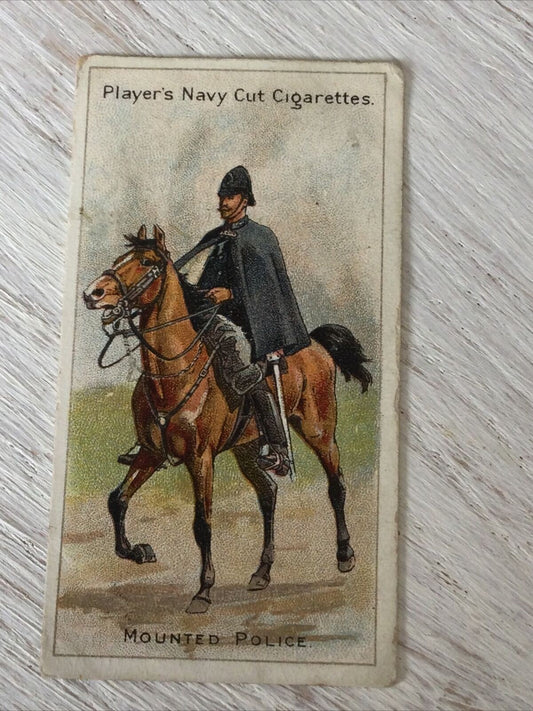 Player's Navy Cut Cigarettes.
Mounted Police.